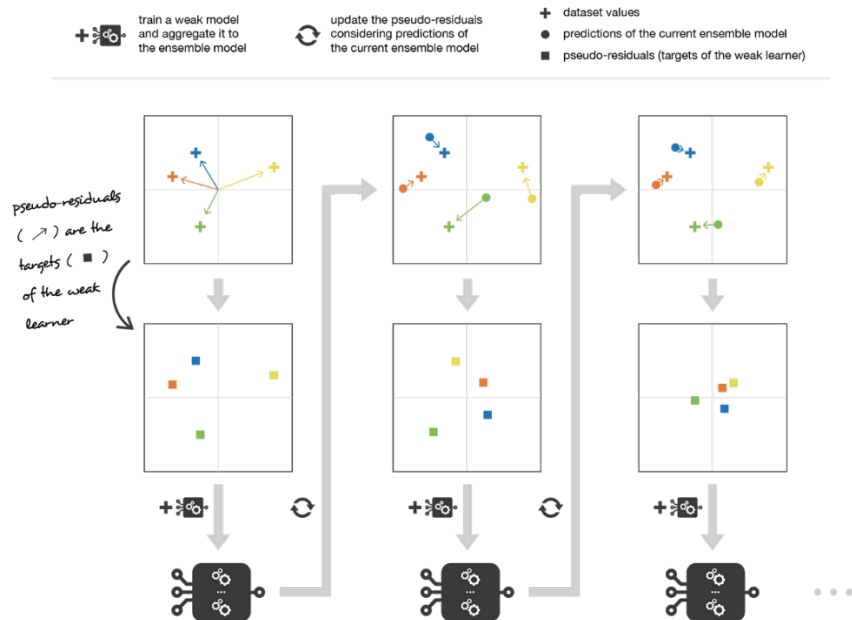 train a weak model
and aggregate it to
the ensemble model
update the pseudo-residuals
considering predictions of
the current ensemble model
dataset values
predictions of the current ensemble model
pseudo-residuals (targets of the weak learner)
pseudo-residuals
( ↗ ) are the
targets ( ■ )
of the weak
learner
...
...
...